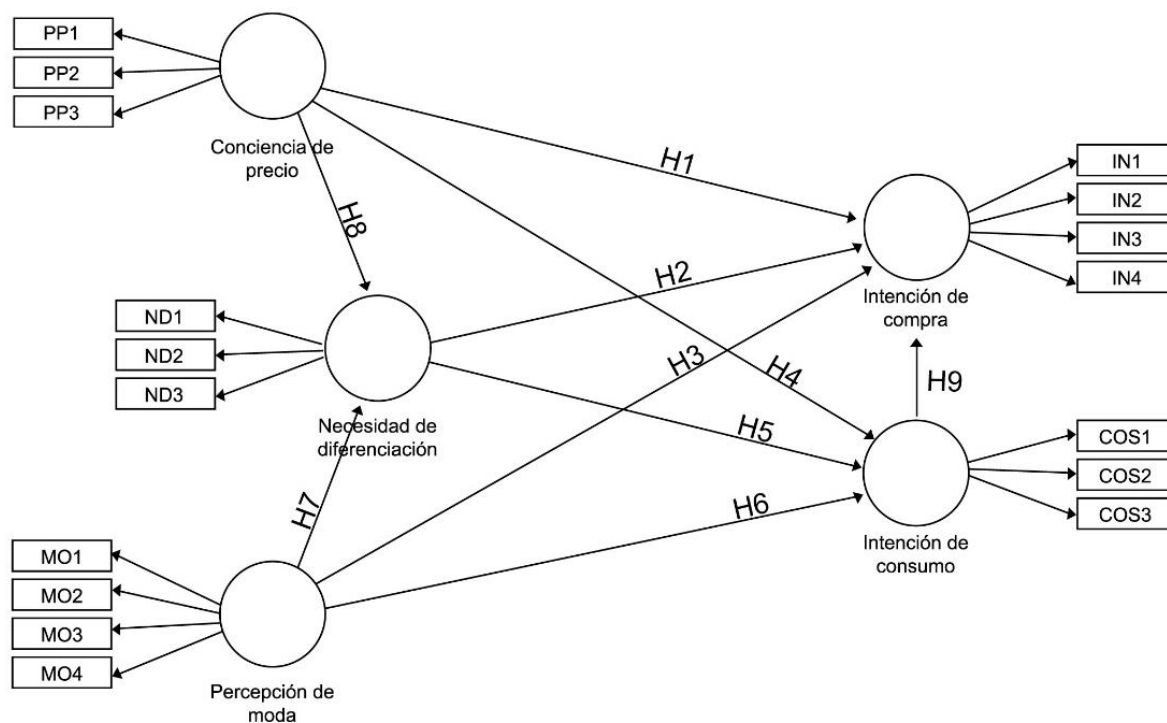 PP1
PP2
PP3
Conciencia de
precio
H1
H8
IN1
IN2
IN3
IN4
Intención de
compra
H2
ND1
ND2
ND3
Necesidad de
diferenciación
H3
H4
H9
H5
COS1
COS2
COS3
Intención de
consumo
H7
H6
MO1
MO2
MO3
MO4
Percepción de
moda